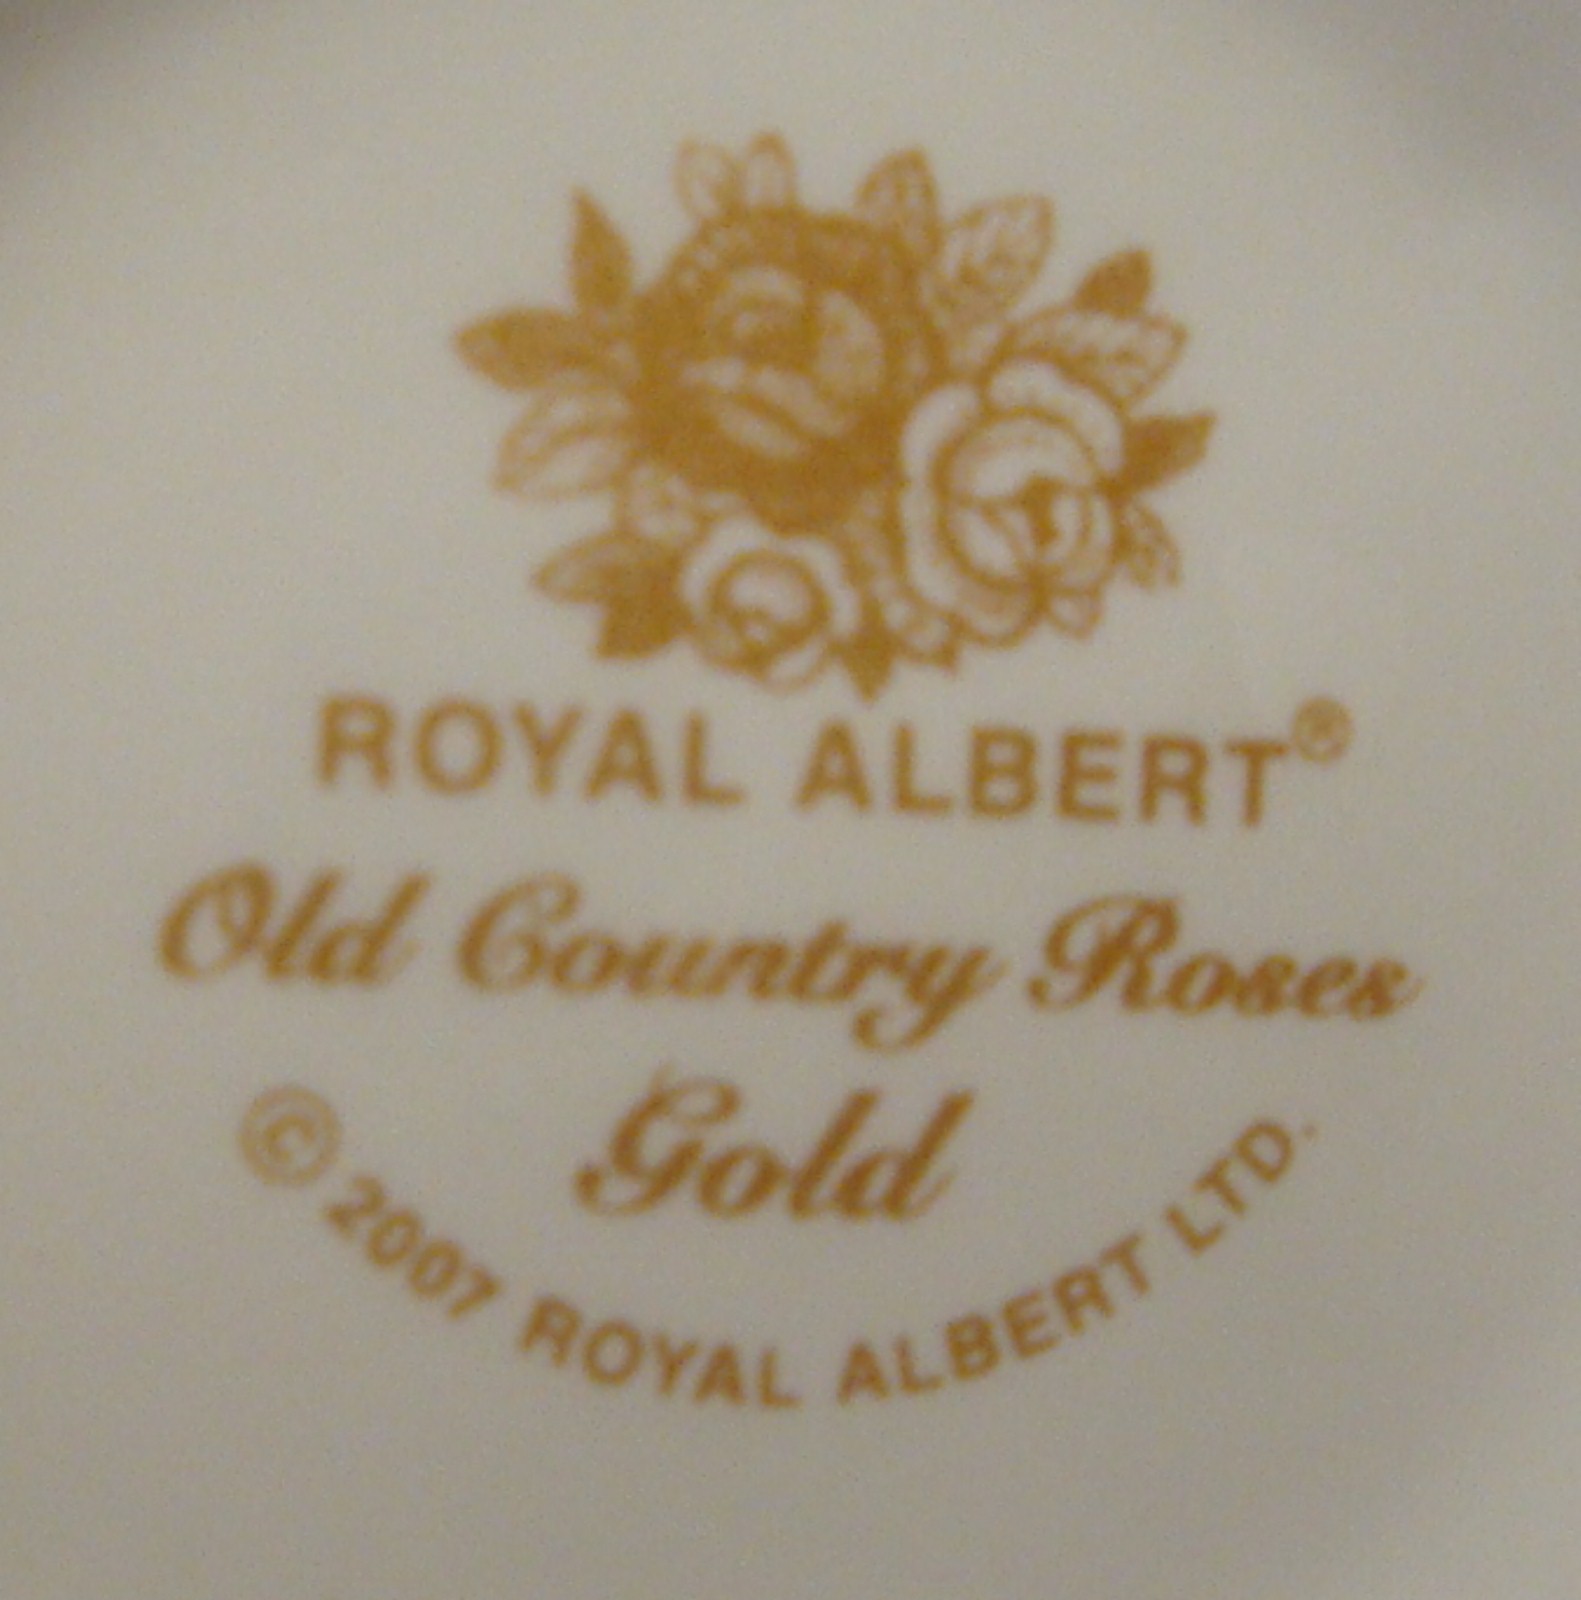 ROYAL ALBERT®
Old Country Roses
Gold
© 2007 ROYAL ALBERT LTD.